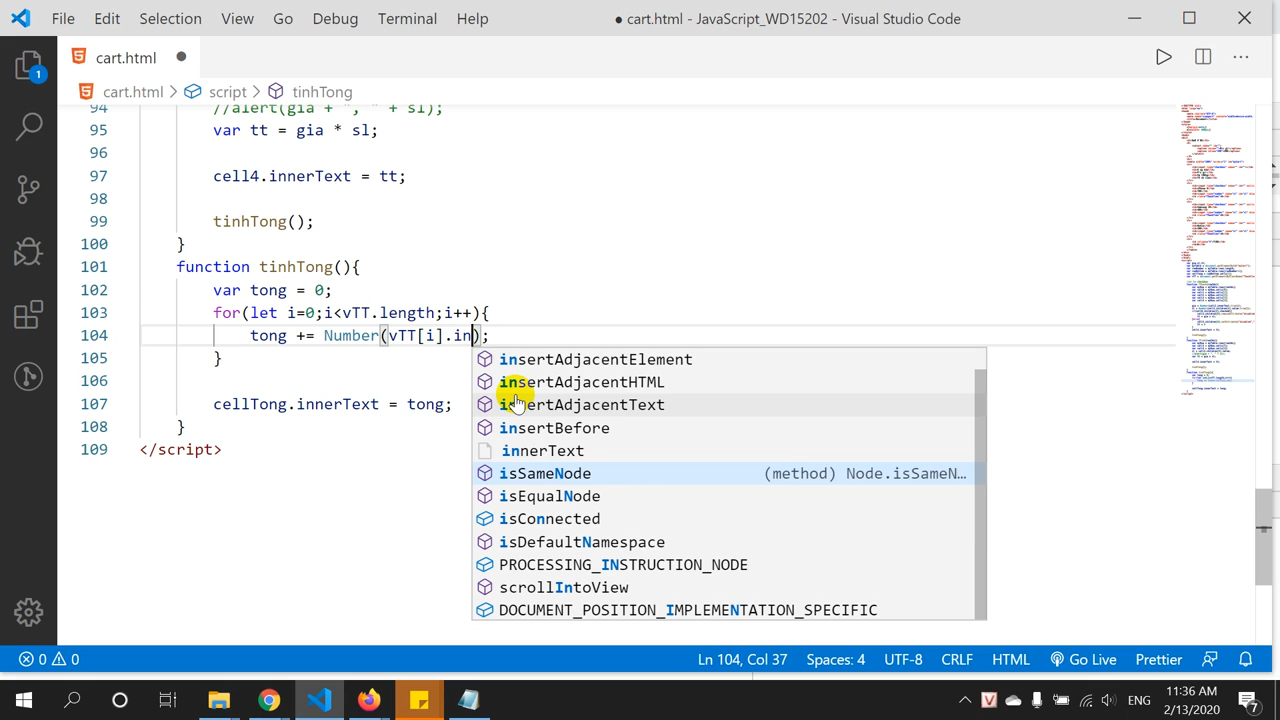 File Edit Selection View Go Debug Terminal Help ● cart.html - JavaScript_WD15202 - Visual Studio Code
1
cart.html
cart.html > script > tinhTong
94 //alert(gia + ", " + sl);
95 var tt = gia * sl;
96
97 cell4.innerText = tt;
98
99 tinhTong();
100 }
101 function tinhTong(){
102 var tong = 0;
103 for(let i=0;i<vTT.length;i++){
104 tong += Number(vTT[i].in);
105 }
106
107 cellTong.innerText = tong;
108 }
109 </script>
insertAdjacentElement
insertAdjacentHTML
insertAdjacentText
insertBefore
innerText
isSameNode (method) Node.isSameN…
isEqualNode
isConnected
isDefaultNamespace
PROCESSING_INSTRUCTION_NODE
scrollIntoView
DOCUMENT_POSITION_IMPLEMENTATION_SPECIFIC
0 0 Ln 104, Col 37 Spaces: 4 UTF-8 CRLF HTML Go Live Prettier
ENG 11:36 AM
2/13/2020 7